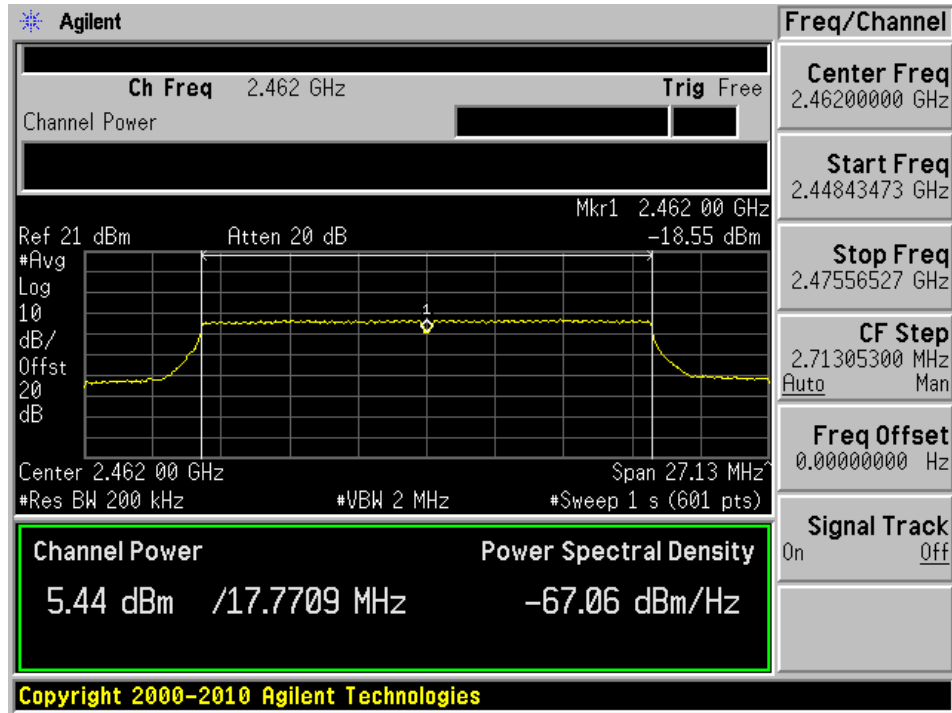 Agilent
Freq/Channel
Ch Freq 2.462 GHz Trig Free
Channel Power
Mkr1 2.462 00 GHz
Ref 21 dBm Atten 20 dB −18.55 dBm
#Avg
Log
10
dB/
Offst
20
dB
1
Center 2.462 00 GHz Span 27.13 MHz^
#Res BW 200 kHz #VBW 2 MHz #Sweep 1 s (601 pts)
Channel Power Power Spectral Density
5.44 dBm /17.7709 MHz −67.06 dBm/Hz
Copyright 2000-2010 Agilent Technologies
Center Freq
2.46200000 GHz
Start Freq
2.44843473 GHz
Stop Freq
2.47556527 GHz
CF Step
2.71305300 MHz
Auto Man
Freq Offset
0.00000000 Hz
Signal Track
On Off